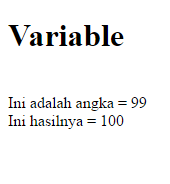 Variable
Ini adalah angka = 99
Ini hasilnya = 100